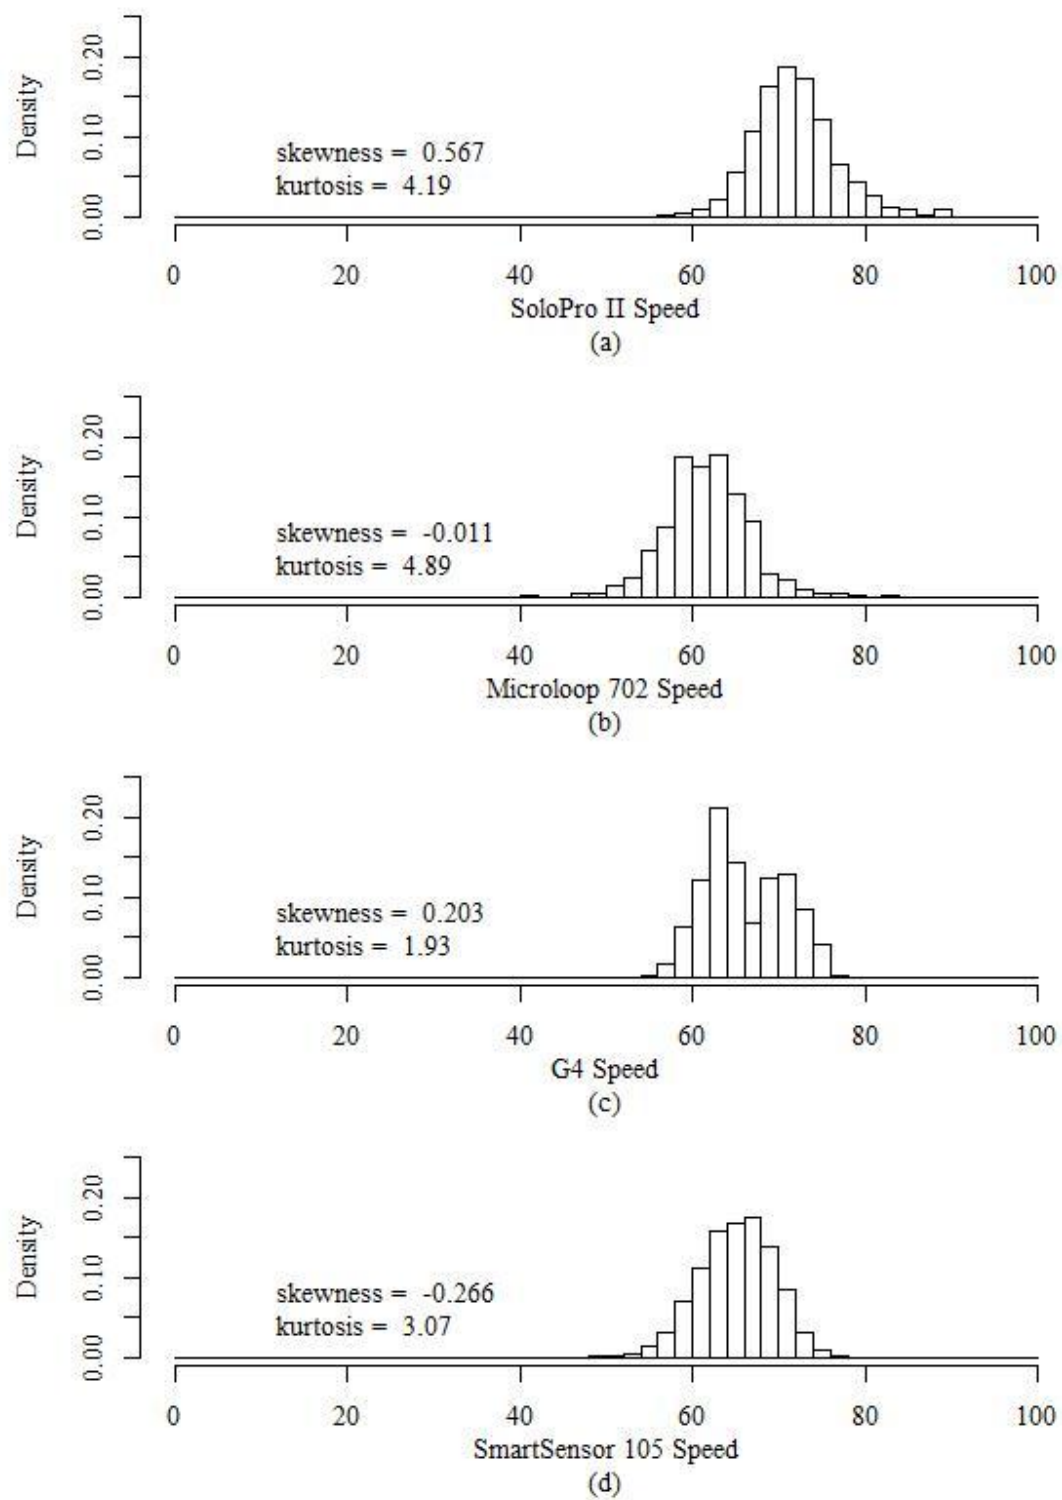 Density
0.00 0.10 0.20
skewness = 0.567
kurtosis = 4.19
0 20 40 60 80 100
SoloPro II Speed
(a)
Density
0.00 0.10 0.20
skewness = -0.011
kurtosis = 4.89
0 20 40 60 80 100
Microloop 702 Speed
(b)
Density
0.00 0.10 0.20
skewness = 0.203
kurtosis = 1.93
0 20 40 60 80 100
G4 Speed
(c)
Density
0.00 0.10 0.20
skewness = -0.266
kurtosis = 3.07
0 20 40 60 80 100
SmartSensor 105 Speed
(d)